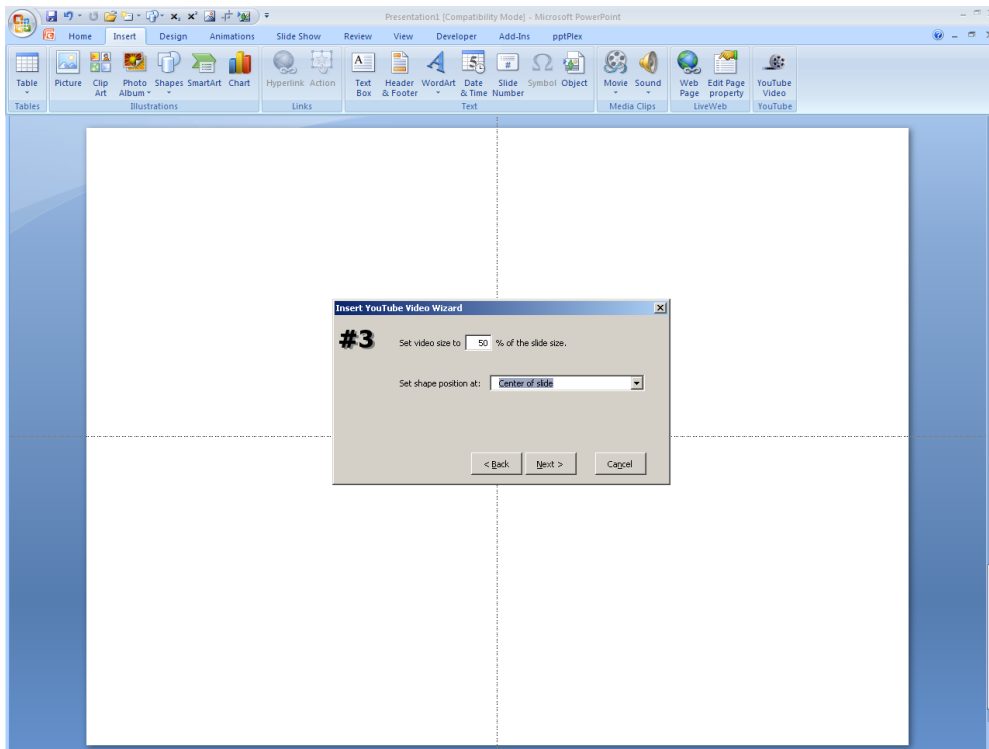 Presentation1 [Compatibility Mode] - Microsoft PowerPoint
Home Insert Design Animations Slide Show Review View Developer Add-Ins pptPlex
Table Picture Clip Art Photo Album Shapes SmartArt Chart Hyperlink Action Text Box Header & Footer WordArt Date & Time Slide Number Symbol Object Movie Sound Web Page Edit Page property YouTube Video
Tables Illustrations Links Text Media Clips LiveWeb YouTube
Insert YouTube Video Wizard
#3 Set video size to 50 % of the slide size.
Set shape position at: Center of slide
< Back Next > Cancel